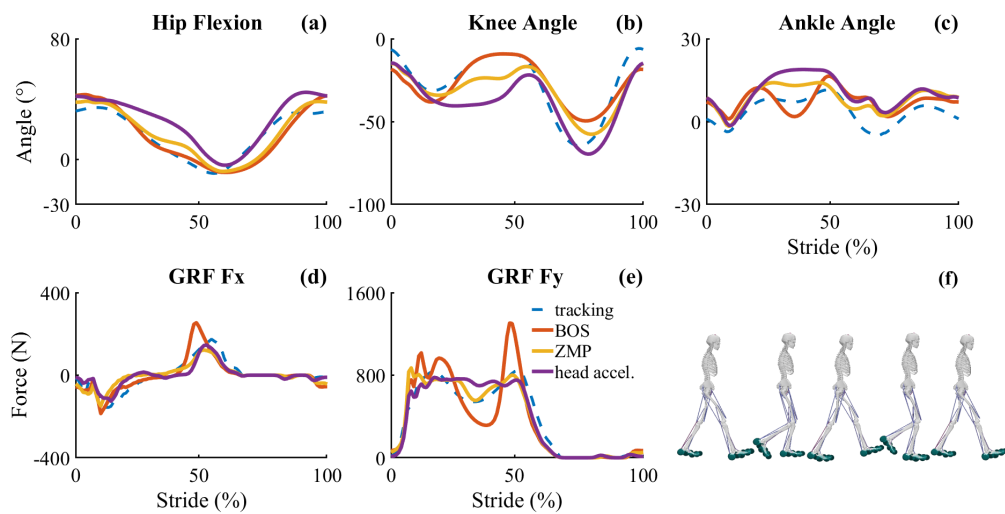 Hip Flexion (a)
Knee Angle (b)
Ankle Angle (c)
Angle (°)
80
0
-30
0 50 100
0
-50
-100
0 50 100
30
0
-30
0 50 100
Stride (%)
GRF Fx (d)
GRF Fy (e)
(f)
Force (N)
400
0
-400
0 50 100
Stride (%)
1600
800
0
0 50 100
Stride (%)
tracking
BOS
ZMP
head accel.